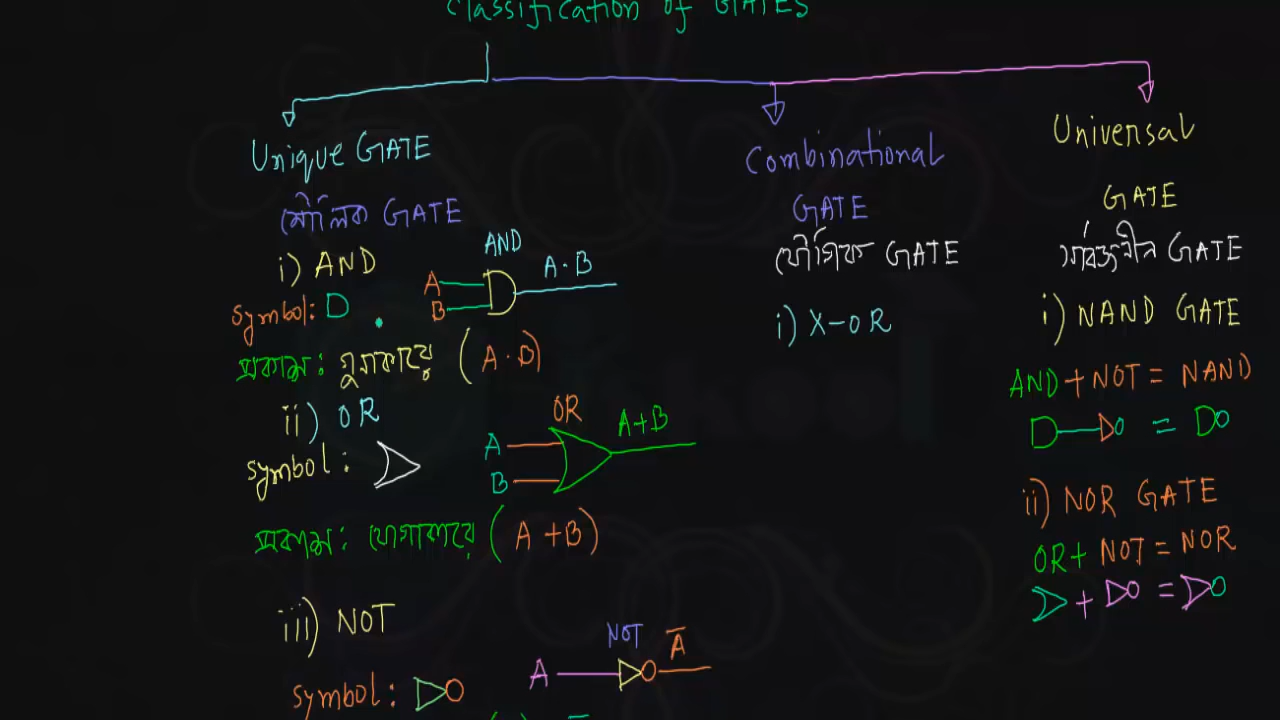 Classification of GATES
Unique GATE
মৌলিক GATE
i) AND
symbol: D
AND
A
B
A·B
প্রকাশ: গুণাকারে (A·B)
ii) OR
symbol:
OR
A
B
A+B
প্রকাশ: যোগাকারে (A+B)
iii) NOT
symbol:
NOT
A
Ā
Combinational
GATE
যৌগিক GATE
i) X-OR
Universal
GATE
সার্বজনীন GATE
i) NAND GATE
AND + NOT = NAND
=
ii) NOR GATE
OR + NOT = NOR
+ =